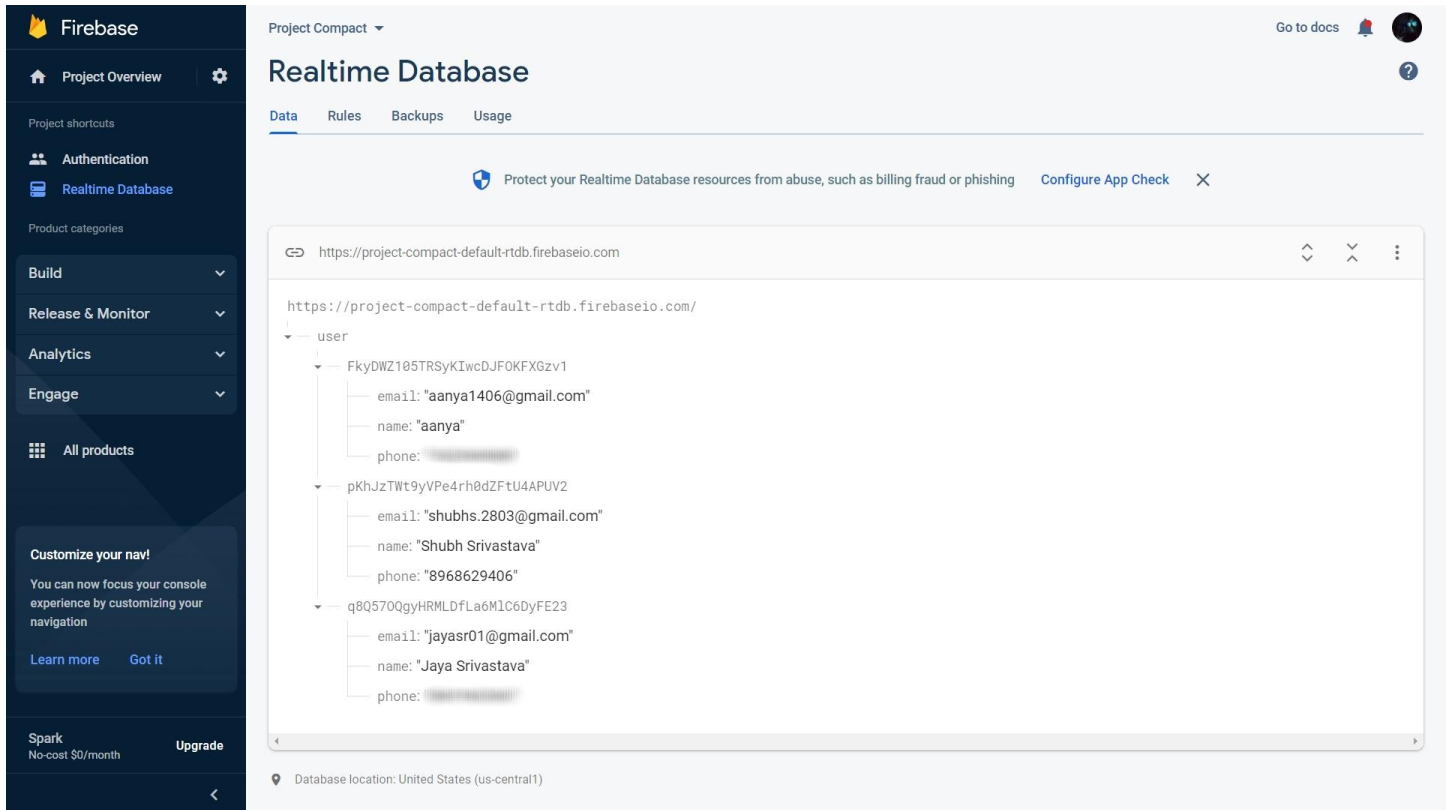 Firebase
Project Overview
Project shortcuts
Authentication
Realtime Database
Product categories
Build
Release & Monitor
Analytics
Engage
All products
Customize your nav!
You can now focus your console
experience by customizing your
navigation
Learn more Got it
Spark
No-cost $0/month Upgrade
Project Compact
Go to docs
Realtime Database
Data Rules Backups Usage
Protect your Realtime Database resources from abuse, such as billing fraud or phishing Configure App Check
https://project-compact-default-rtdb.firebaseio.com
https://project-compact-default-rtdb.firebaseio.com/
user
FkyDWZ105TRSyKIwcDJFOKFXGzv1
email: "aanya1406@gmail.com"
name: "aanya"
phone:
pKhJzTWt9yVPe4rh0dZFtU4APUV2
email: "shubhs.2803@gmail.com"
name: "Shubh Srivastava"
phone: "8968629406"
q8Q57OQgyHRMLDfLa6MlC6DyFE23
email: "jayasr01@gmail.com"
name: "Jaya Srivastava"
phone:
Database location: United States (us-central1)